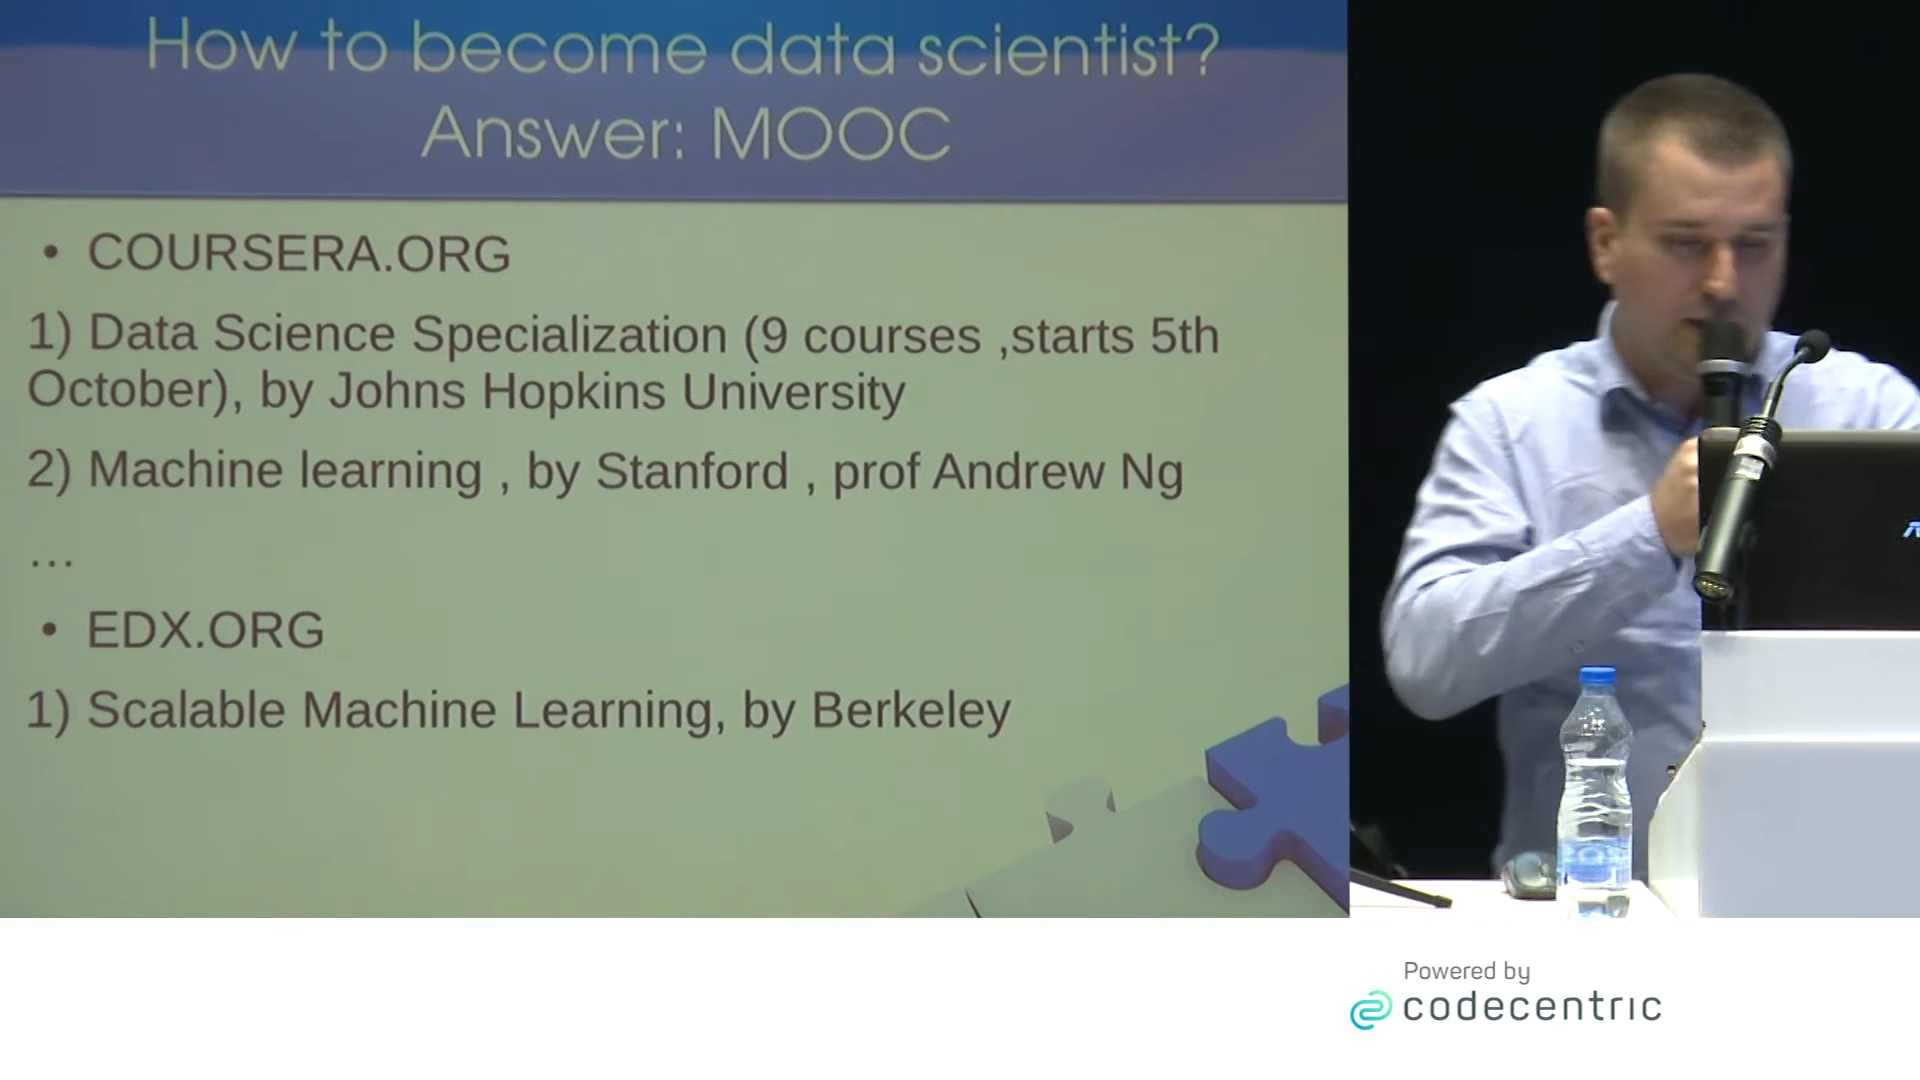 How to become data scientist?
Answer: MOOC
• COURSERA.ORG
1) Data Science Specialization (9 courses ,starts 5th
October), by Johns Hopkins University
2) Machine learning , by Stanford , prof Andrew Ng
...
• EDX.ORG
1) Scalable Machine Learning, by Berkeley
Powered by
codecentric